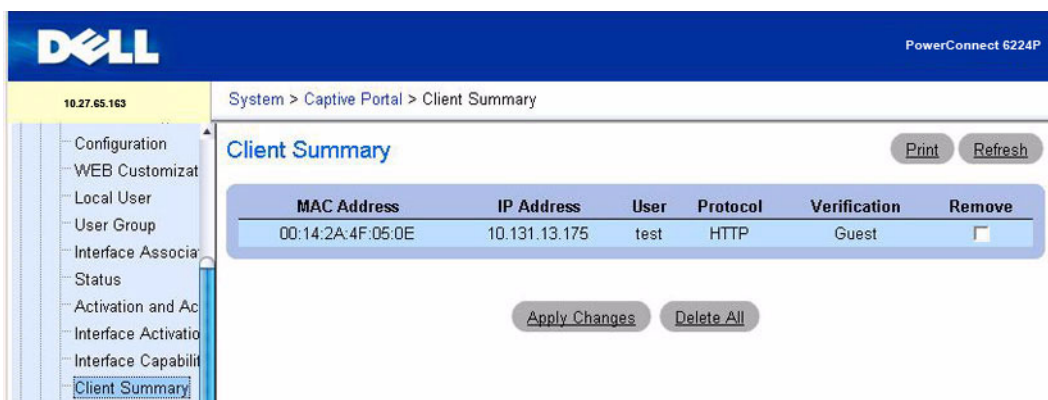 DELL
PowerConnect 6224P
10.27.65.163
System > Captive Portal > Client Summary
Configuration
WEB Customizat
Local User
User Group
Interface Associa
Status
Activation and Ac
Interface Activatio
Interface Capabilit
Client Summary
Client Summary
Print Refresh
MAC Address IP Address User Protocol Verification Remove
00:14:2A:4F:05:0E 10.131.13.175 test HTTP Guest
Apply Changes Delete All